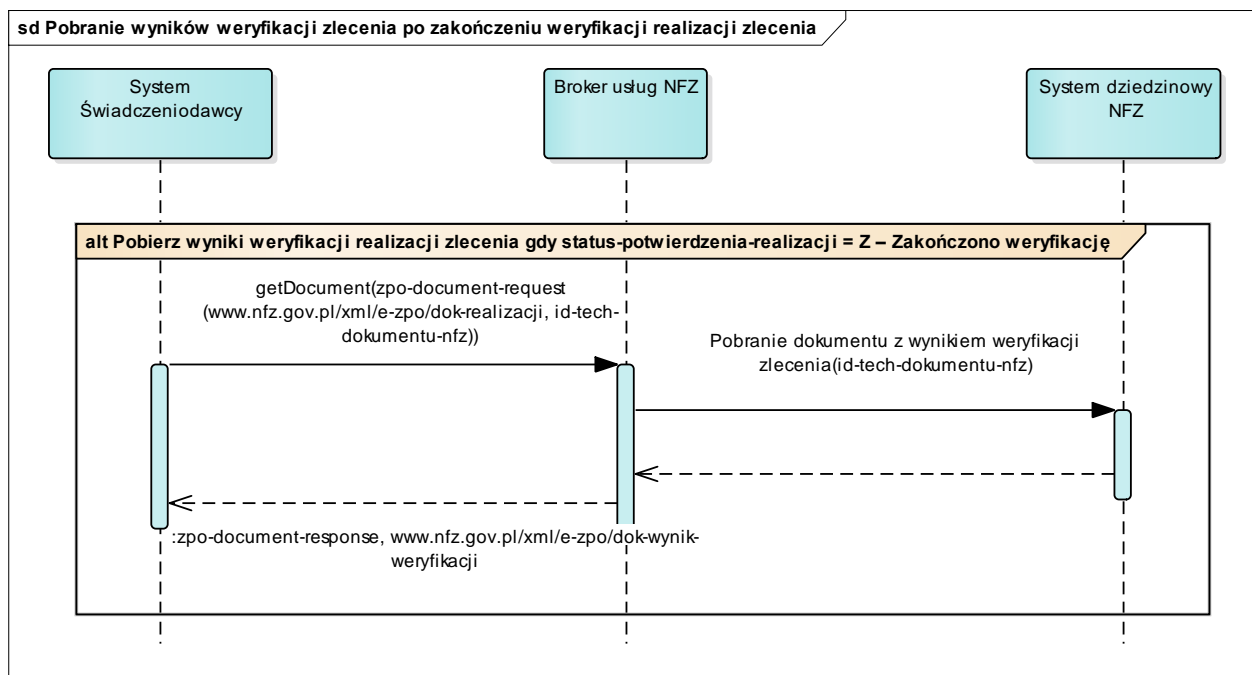 sd Pobranie wyników weryfikacji zlecenia po zakończeniu weryfikacji realizacji zlecenia
System
Świadczeniodawcy
Broker usług NFZ
System dziedzinowy
NFZ
alt Pobierz wyniki weryfikacji realizacji zlecenia gdy status-potwierdzenia-realizacji = Z – Zakończono weryfikację
getDocument(zpo-document-request
(www.nfz.gov.pl/xml/e-zpo/dok-realizacji, id-tech-
dokumentu-nfz))
Pobranie dokumentu z wynikiem weryfikacji
zlecenia(id-tech-dokumentu-nfz)
:zpo-document-response, www.nfz.gov.pl/xml/e-zpo/dok-wynik-
weryfikacji